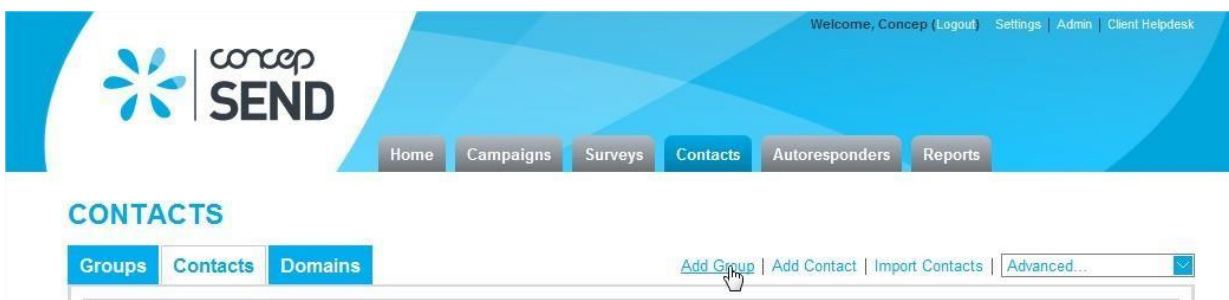 Welcome, Concep (Logout) Settings | Admin | Client Helpdesk
concep
SEND
Home Campaigns Surveys Contacts Autoresponders Reports
CONTACTS
Groups Contacts Domains Add Group | Add Contact | Import Contacts | Advanced...